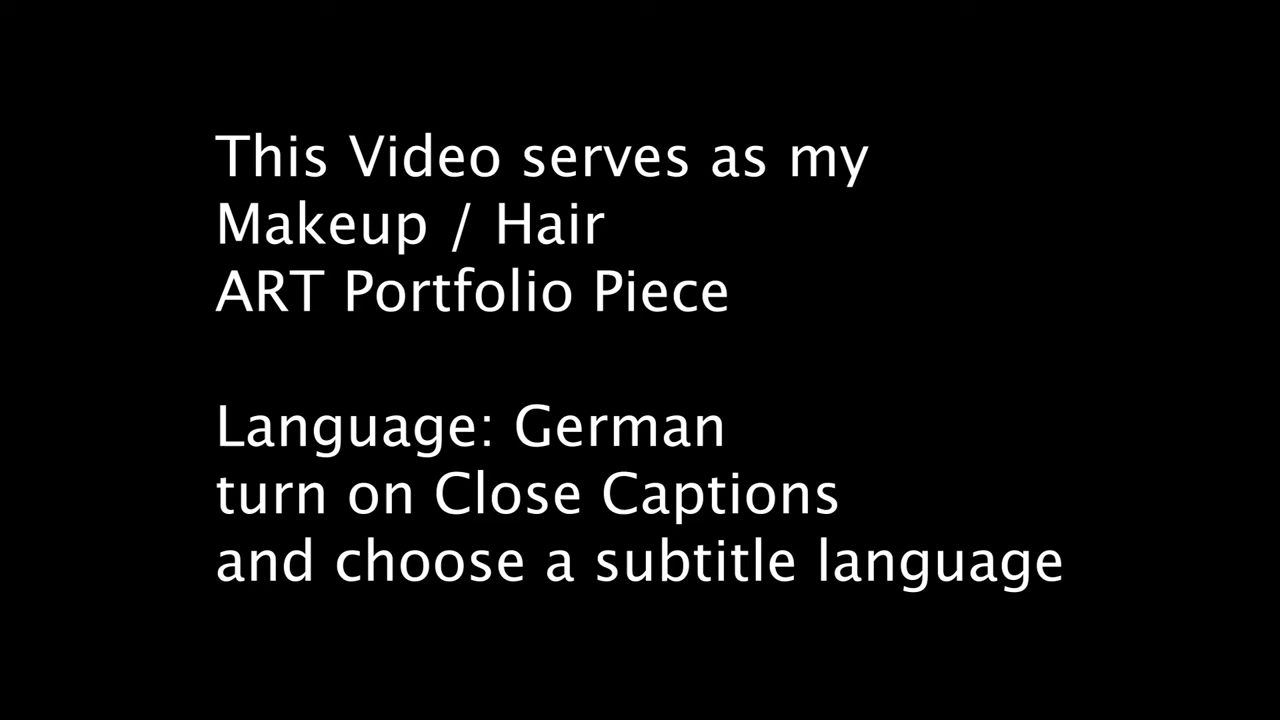 This Video serves as my
Makeup / Hair
ART Portfolio Piece
Language: German
turn on Close Captions
and choose a subtitle language